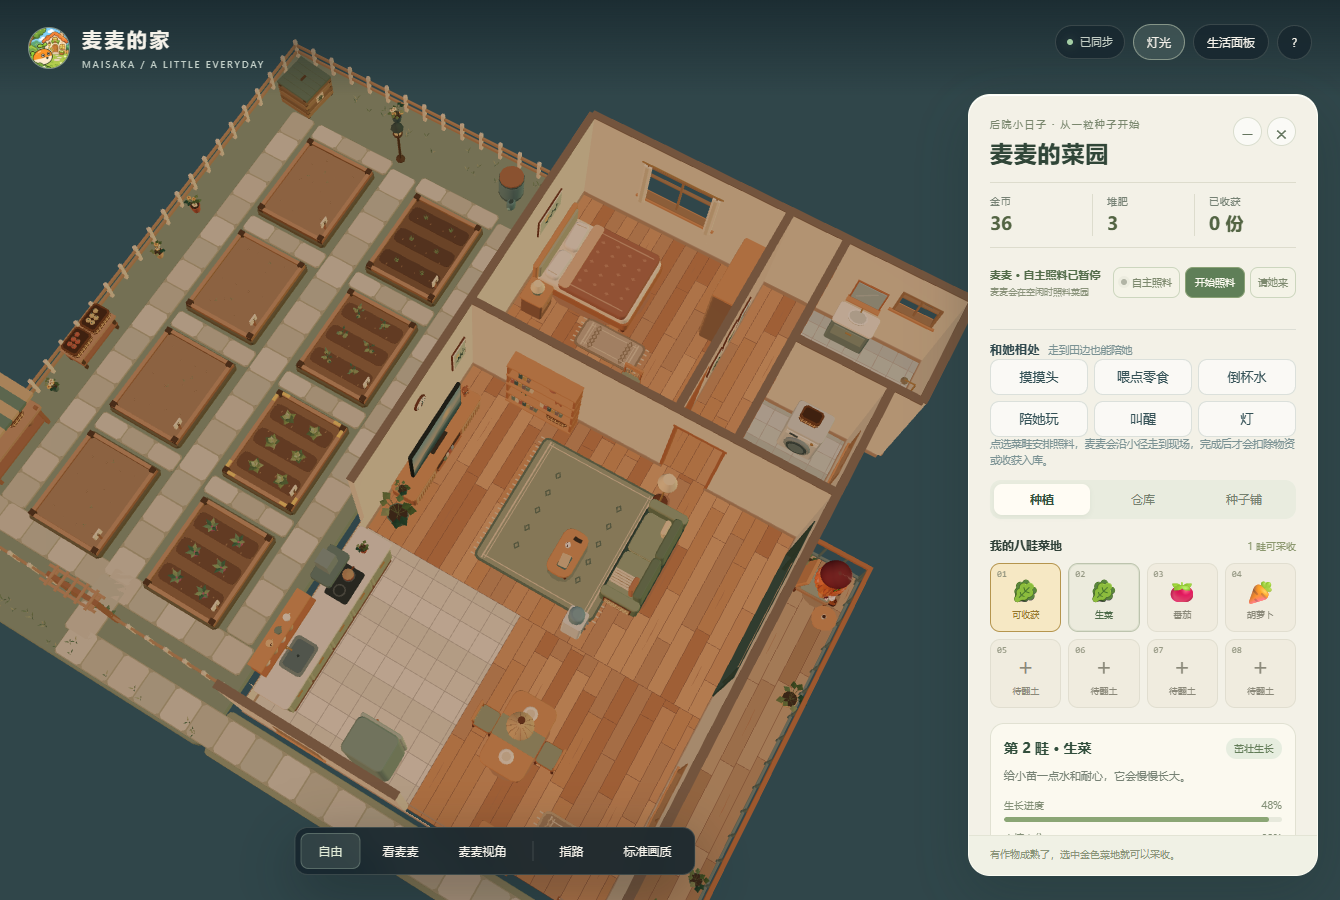 麦麦的家
MAISAKA / A LITTLE EVERYDAY
已同步
灯光
生活面板
?
后院小日子 · 从一粒种子开始
麦麦的菜园
金币
堆肥
已收获
36
3
0 份
麦麦 · 自主照料已暂停
麦麦会在空闲时照料菜园
自主照料
开始照料
请她来
和她相处 走到田边也能陪她
摸摸头
喂点零食
倒杯水
陪她玩
叫醒
灯
点选菜畦安排照料，麦麦会沿小径走到现场，完成后才会扣除物资
或收获入库。
种植
仓库
种子铺
我的八畦菜地
1 畦可采收
01
可收获
02
生菜
03
番茄
04
胡萝卜
05
+
待翻土
06
+
待翻土
07
+
待翻土
08
+
待翻土
第 2 畦 · 生菜
茁壮生长
给小苗一点水和耐心，它会慢慢长大。
生长进度
48%
有作物成熟了，选中金色菜地就可以采收。
自由
看麦麦
麦麦视角
指路
标准画质